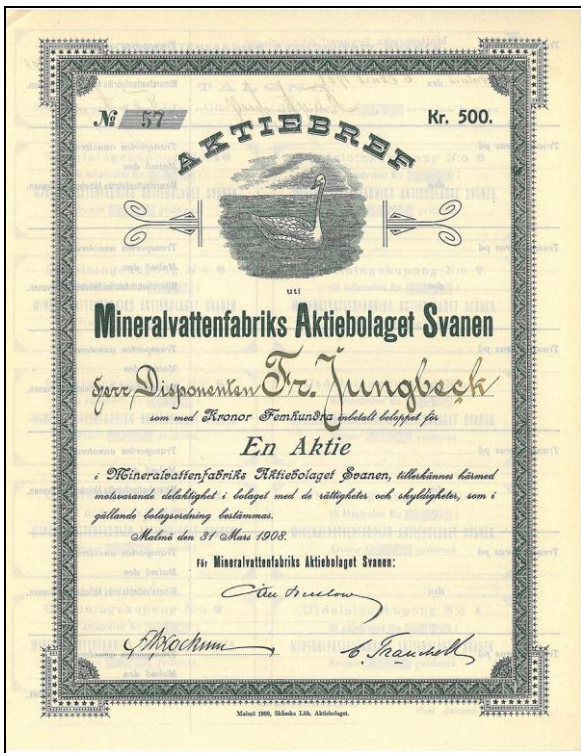 № 57
Kr. 500.
AKTIEBREF
uti
Mineralvattenfabriks Aktiebolaget Svanen
Herr Disponenten Fr. Jungbeck
som med Kronor Femhundra inbetalt beloppet för
En Aktie
i Mineralvattenfabriks Aktiebolaget Svanen, tillerkännes härmed
motsvarande delaktighet i bolaget med de rättigheter och skyldigheter, som i
gällande bolagsordning bestämmas.
Malmö den 31 Mars 1908.
För Mineralvattenfabriks Aktiebolaget Svanen:
Malmö 1908, Skånska Lith. Aktiebolaget.